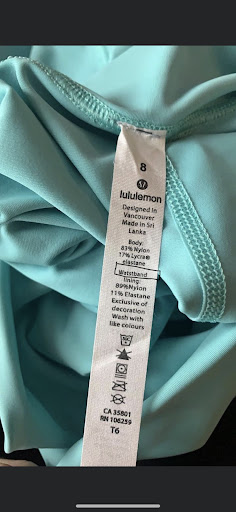 8
lululemon
Designed in
Vancouver
Made in Sri
Lanka
Body:
83% Nylon
17% Lycra®
elastane
Waistband
lining:
89%Nylon
11% Elastane
Exclusive of
decoration
Wash with
like colours
CA 35801
RN 106259
T6